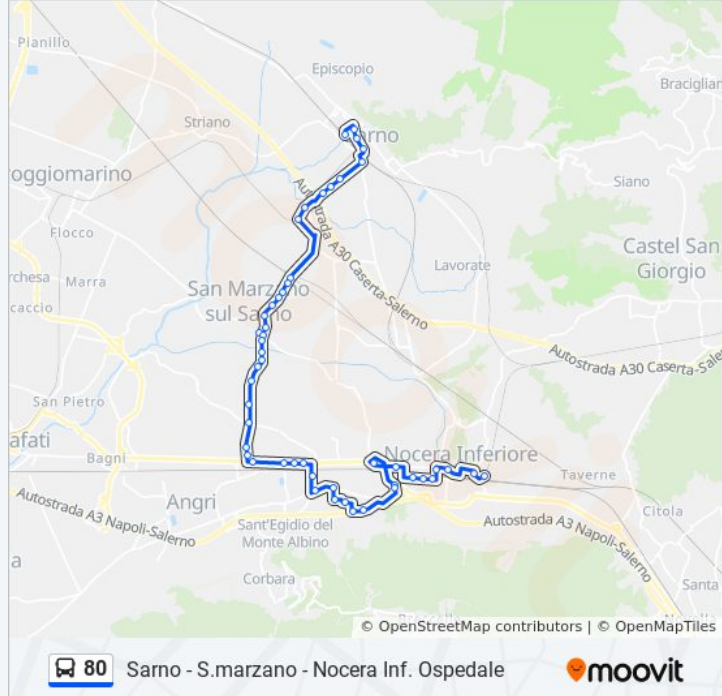 Planillo
Episcopio
Bracigliano
Striano
Sarno
oggiomarino
Siano
Flocco
Castel San
Giorgio
Lavorate
rchesa
Marra
caccio
San Marzano
sul Sarno
Autostrada A30 Caserta-Salerno
Autostrada A30 Caserta-Sale
San Pietro
afati
Bagni
Nocera Inferiore
Taverne
Angri
Citola
Autostrada A3 Napoli-Salerno
Sant'Egidio del
Monte Albino
Autostrada A3 Napoli-Salerno
a
Corbara
Santa
© OpenStreetMap contributors | © OpenMapTiles
80 Sarno - S.marzano - Nocera Inf. Ospedale
moovit